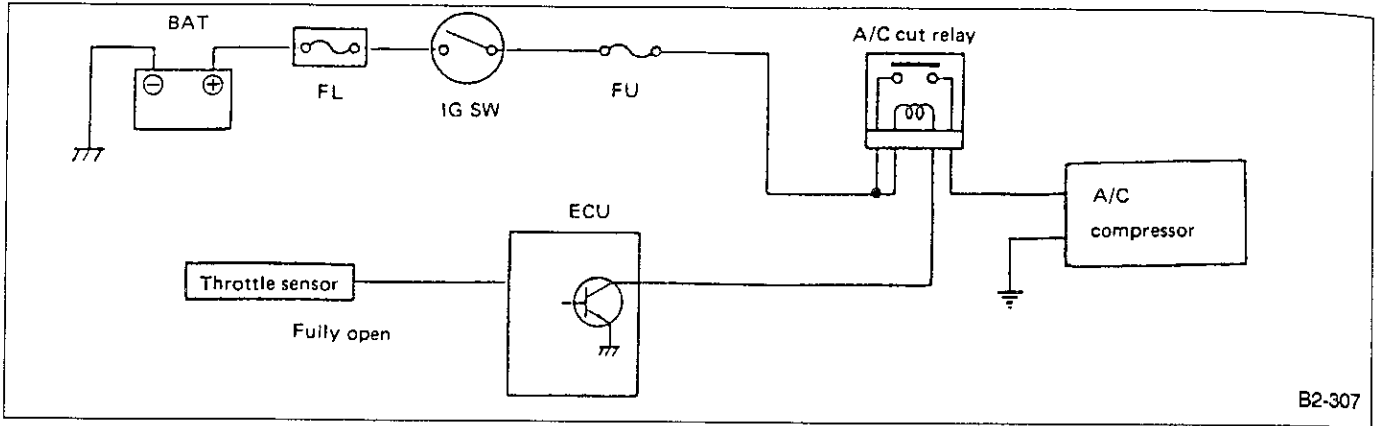 BAT
FL
IG SW
FU
A/C cut relay
A/C
compressor
ECU
Throttle sensor
Fully open
B2-307